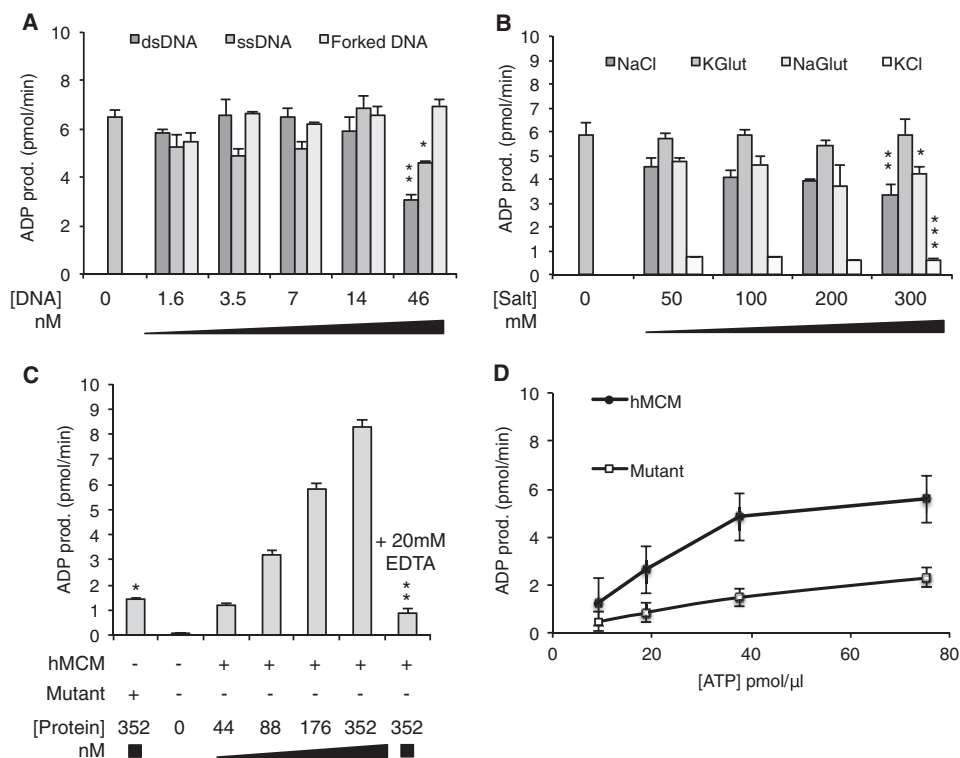 A
dsDNA ssDNA Forked DNA
ADP prod. (pmol/min)
10
8
6
4
2
0
* *
*
[DNA] 0 1.6 3.5 7 14 46
nM
B
NaCl KGlut NaGlut KCl
ADP prod. (pmol/min)
10
9
8
7
6
5
4
3
2
1
0
* *
*
* * *
[Salt] 0 50 100 200 300
mM
C
ADP prod. (pmol/min)
10
9
8
7
6
5
4
3
2
1
0
*
+ 20mM
EDTA
* *
hMCM - - + + + + +
Mutant + - - - - - -
[Protein] 352 0 44 88 176 352 352
nM
D
hMCM
Mutant
ADP prod. (pmol/min)
10
8
6
4
2
0
0 20 40 60 80
[ATP] pmol/µl